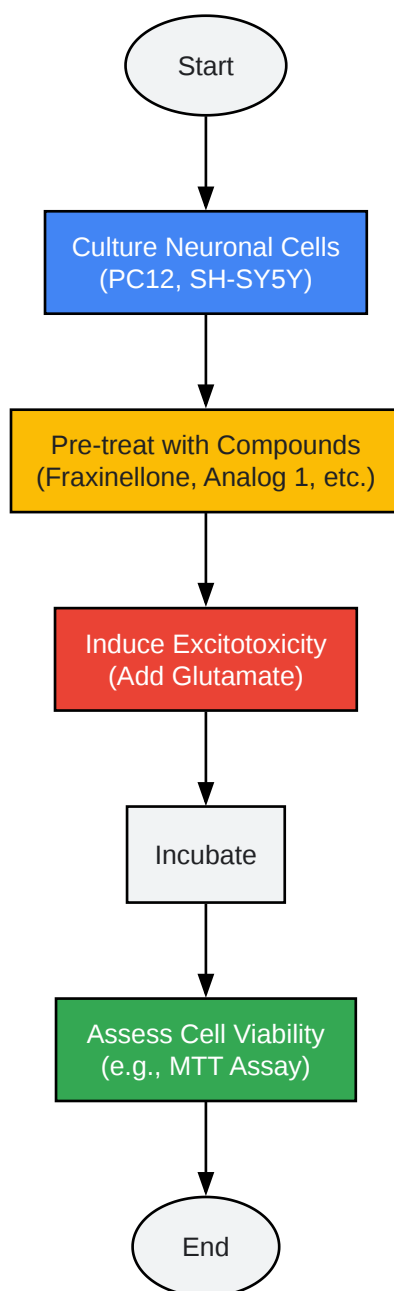 Start
Culture Neuronal Cells
(PC12, SH-SY5Y)
Pre-treat with Compounds
(Fraxinellone, Analog 1, etc.)
Induce Excitotoxicity
(Add Glutamate)
Incubate
Assess Cell Viability
(e.g., MTT Assay)
End